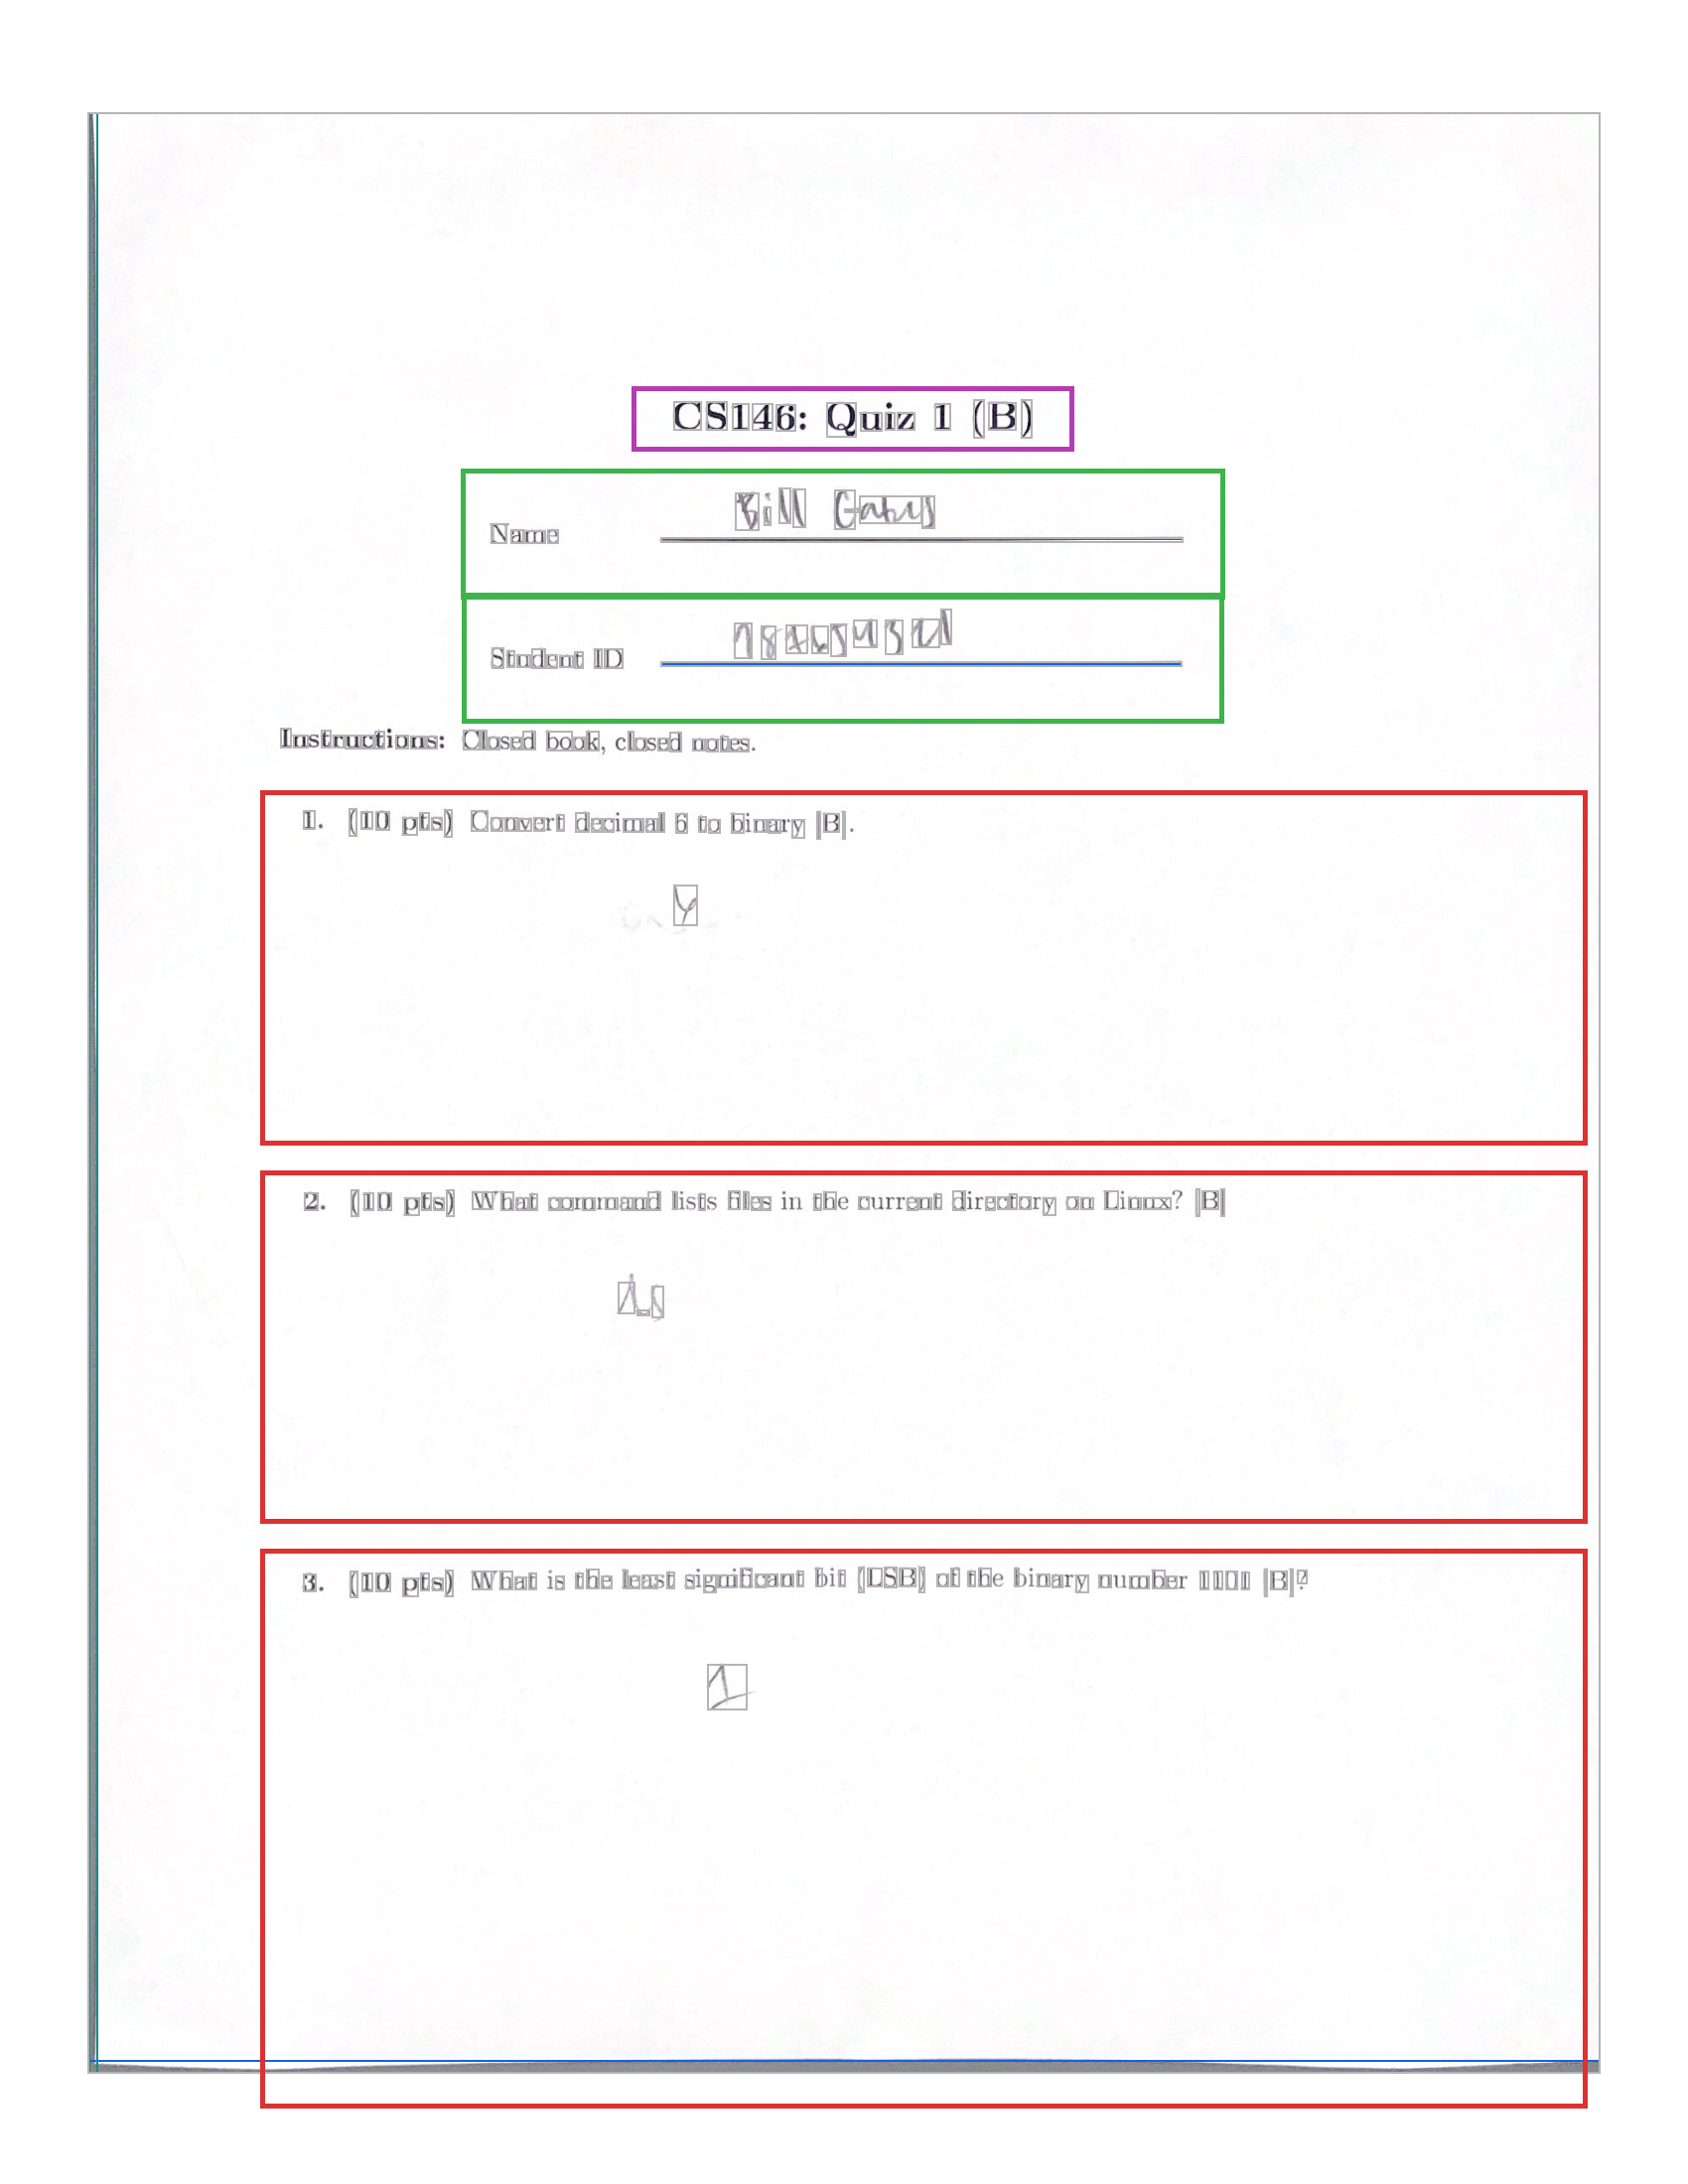 CS146: Quiz 1 (B)
Name Bill Gates
Student ID
Instructions: Closed book, closed notes.
1. (10 pts) Convert decimal 6 to binary [B].
2. (10 pts) What command lists files in the current directory on Linux? [B]
3. (10 pts) What is the least significant bit (LSB) of the binary number 1101 [B]?
1